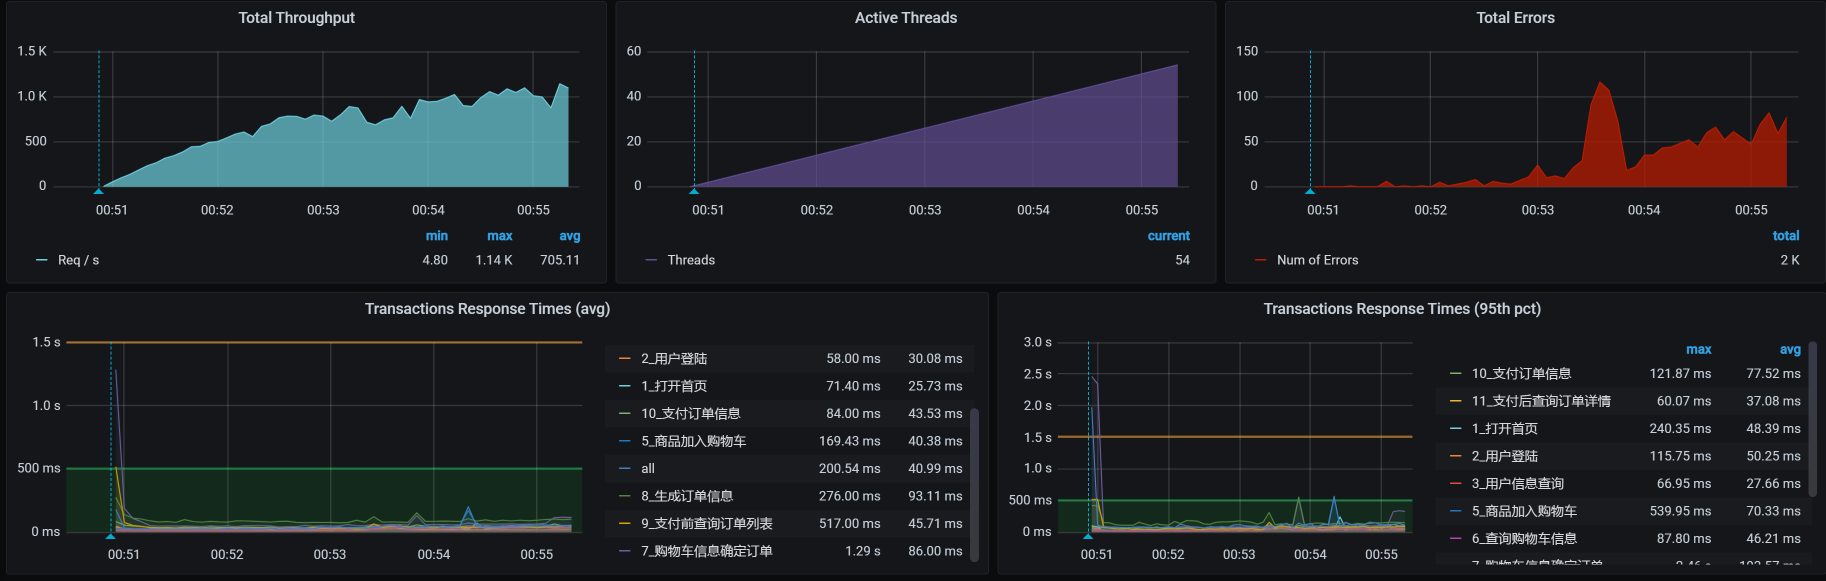 Total Throughput
1.5 K
1.0 K
500
0
00:51 00:52 00:53 00:54 00:55
min max avg
Req / s 4.80 1.14 K 705.11
Active Threads
60
40
20
0
00:51 00:52 00:53 00:54 00:55
current
Threads 54
Total Errors
150
100
50
0
00:51 00:52 00:53 00:54 00:55
total
Num of Errors 2 K
Transactions Response Times (avg)
1.5 s
1.0 s
500 ms
0 ms
00:51 00:52 00:53 00:54 00:55
2_用户登陆 58.00 ms 30.08 ms
1_打开首页 71.40 ms 25.73 ms
10_支付订单信息 84.00 ms 43.53 ms
5_商品加入购物车 169.43 ms 40.38 ms
all 200.54 ms 40.99 ms
8_生成订单信息 276.00 ms 93.11 ms
9_支付前查询订单列表 517.00 ms 45.71 ms
7_购物车信息确定订单 1.29 s 86.00 ms
Transactions Response Times (95th pct)
3.0 s
2.5 s
2.0 s
1.5 s
1.0 s
500 ms
0 ms
00:51 00:52 00:53 00:54 00:55
max avg
10_支付订单信息 121.87 ms 77.52 ms
11_支付后查询订单详情 60.07 ms 37.08 ms
1_打开首页 240.35 ms 48.39 ms
2_用户登陆 115.75 ms 50.25 ms
3_用户信息查询 66.95 ms 27.66 ms
5_商品加入购物车 539.95 ms 70.33 ms
6_查询购物车信息 87.80 ms 46.21 ms